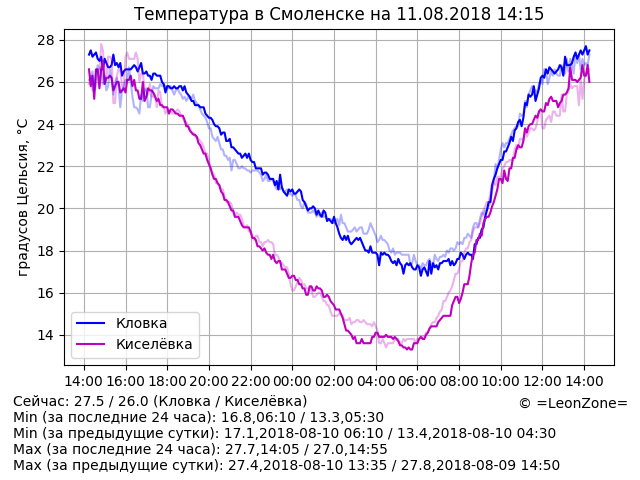 Температура в Смоленске на 11.08.2018 14:15
градусов Цельсия, °C
28
26
24
22
20
18
16
14
Кловка
Киселёвка
14:00 16:00 18:00 20:00 22:00 00:00 02:00 04:00 06:00 08:00 10:00 12:00 14:00
Сейчас: 27.5 / 26.0 (Кловка / Киселёвка)
© =LeonZone=
Min (за последние 24 часа): 16.8,06:10 / 13.3,05:30
Min (за предыдущие сутки): 17.1,2018-08-10 06:10 / 13.4,2018-08-10 04:30
Max (за последние 24 часа): 27.7,14:05 / 27.0,14:55
Max (за предыдущие сутки): 27.4,2018-08-10 13:35 / 27.8,2018-08-09 14:50